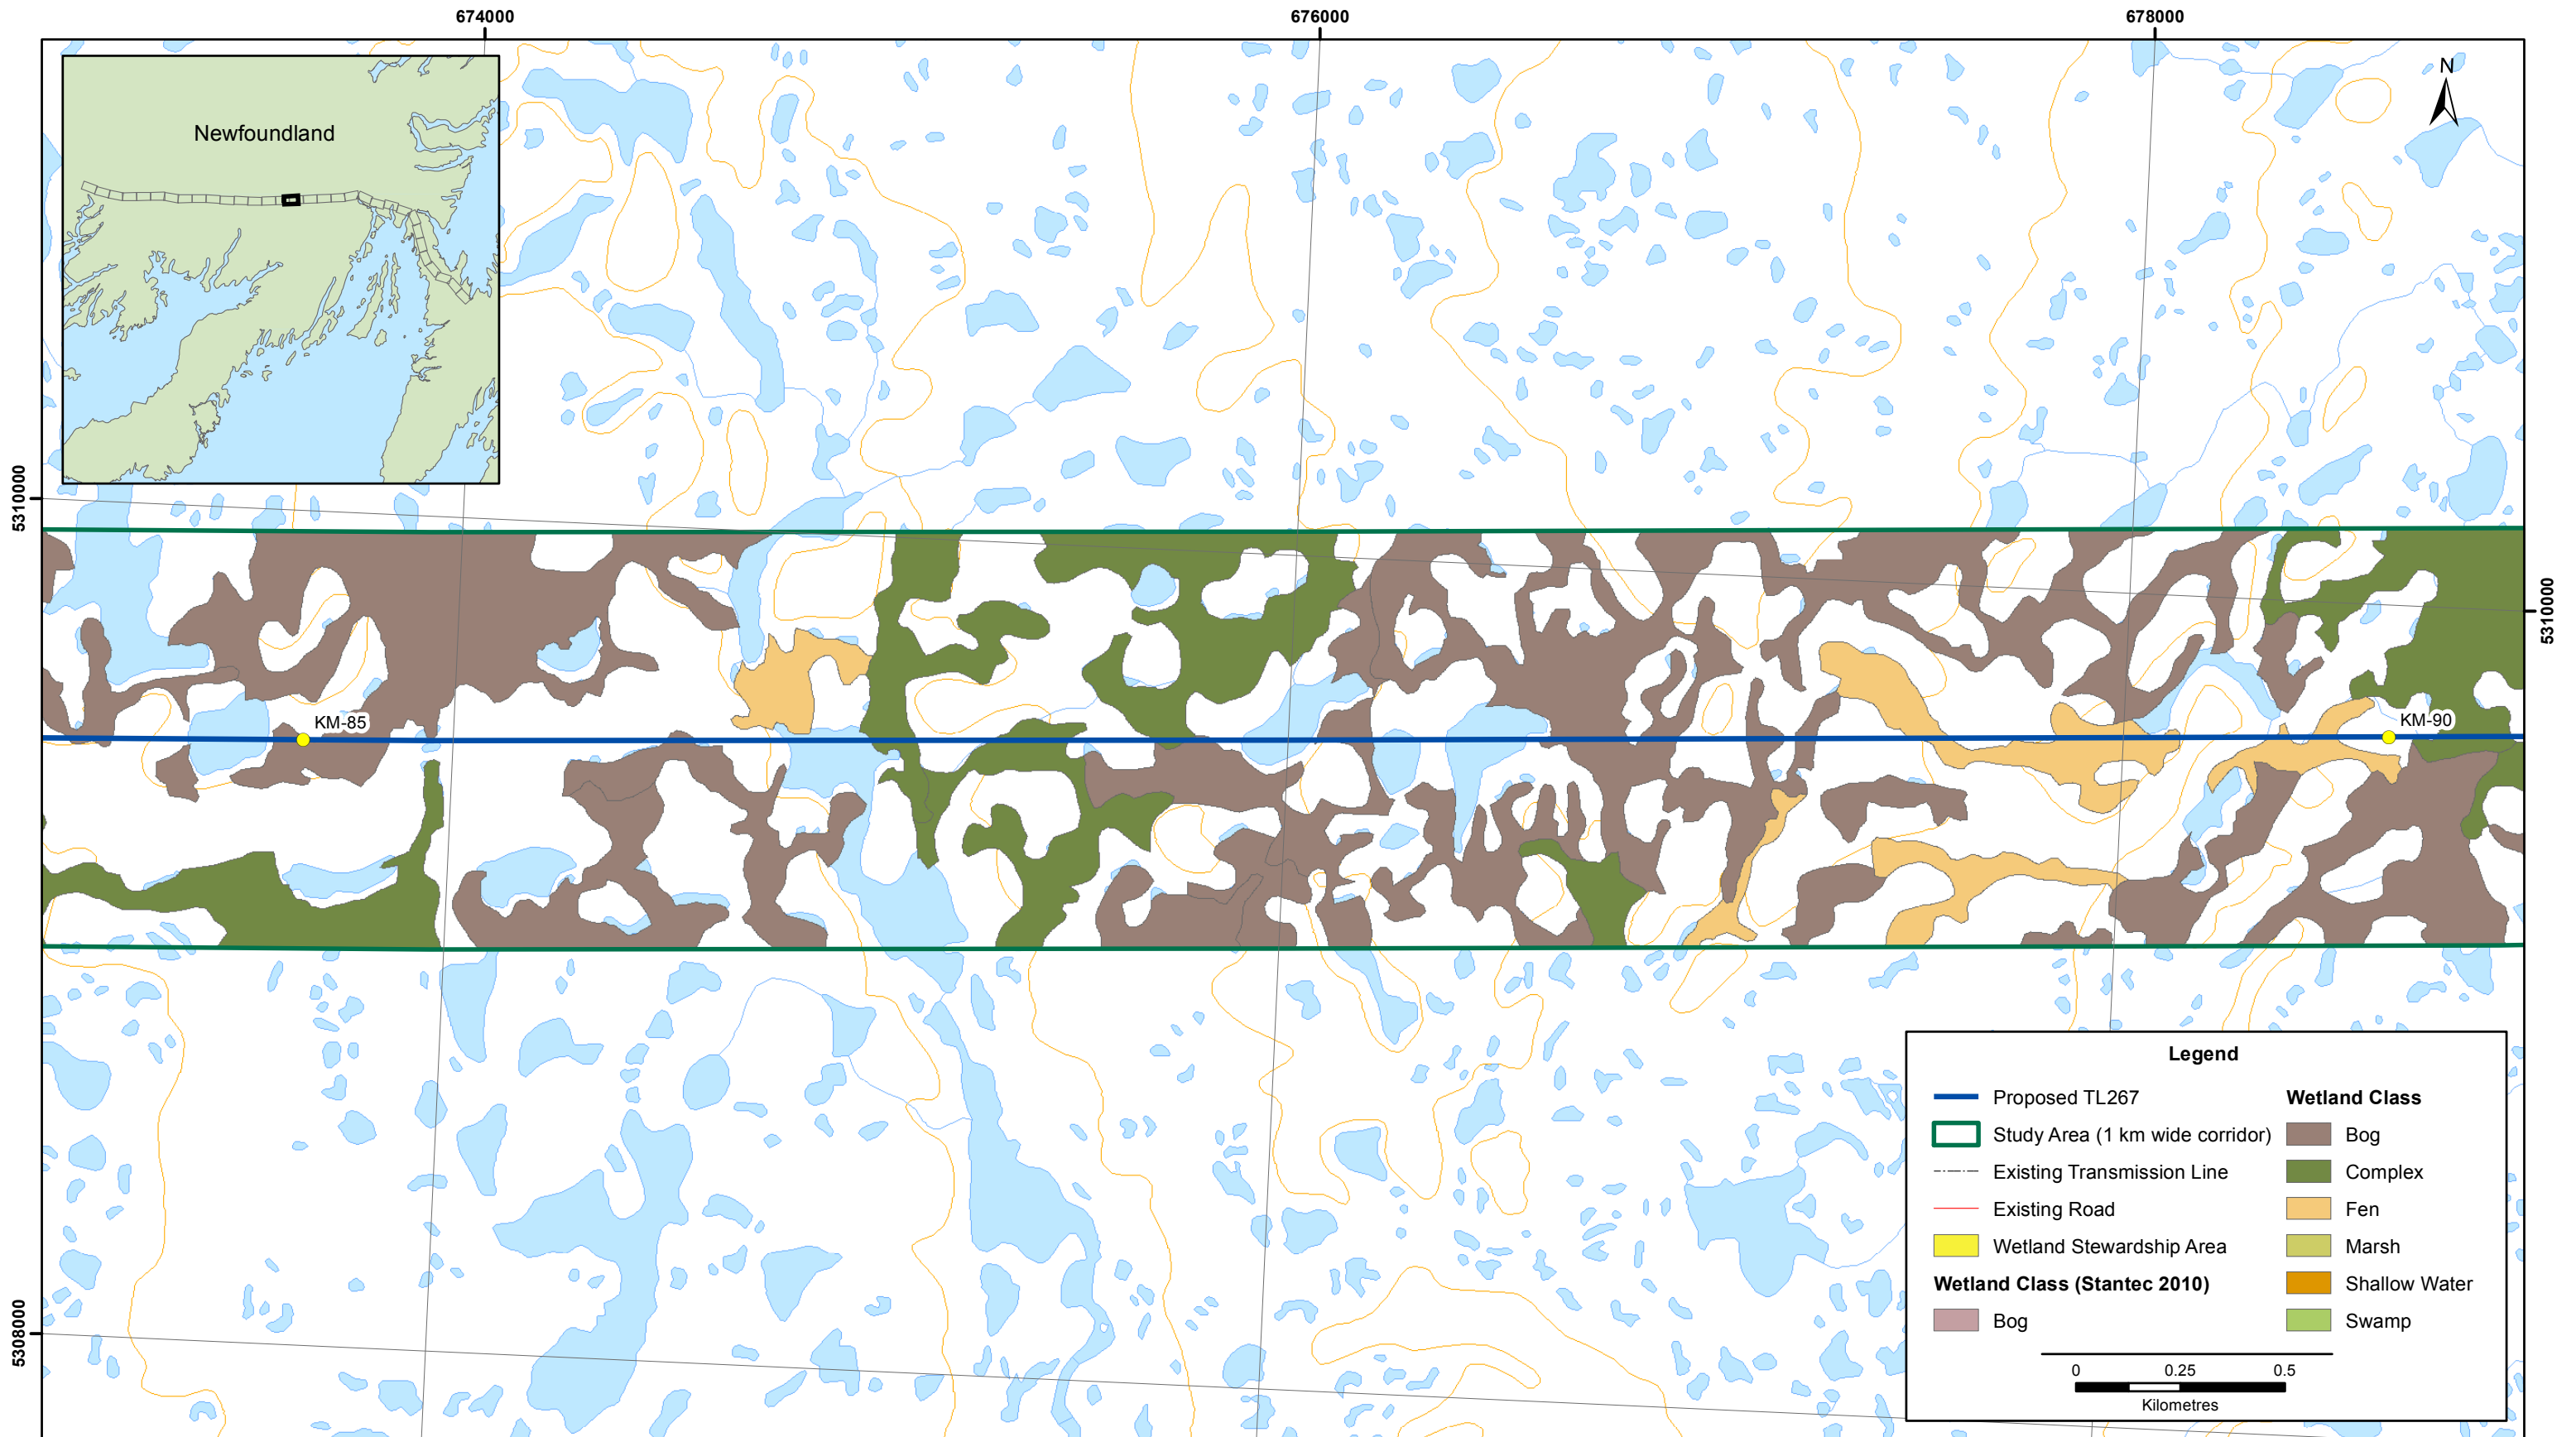 674000
676000
678000
Newfoundland
N
5310000
5310000
KM-85
KM-90
5308000
Legend
Proposed TL267
Study Area (1 km wide corridor)
Existing Transmission Line
Existing Road
Wetland Stewardship Area
Wetland Class (Stantec 2010)
Bog
Wetland Class
Bog
Complex
Fen
Marsh
Shallow Water
Swamp
0 0.25 0.5
Kilometres